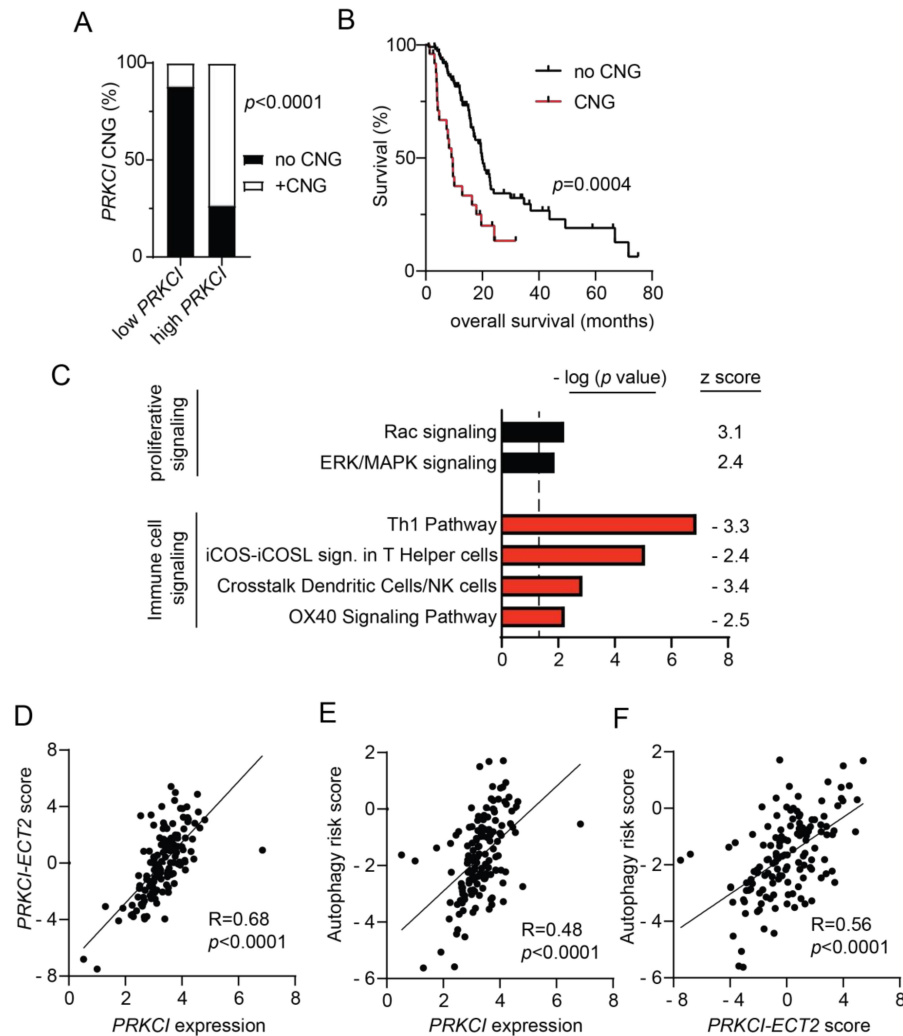 A
PRKCI CNG (%)
100
50
0
p<0.0001
no CNG
+CNG
low PRKCI
high PRKCI
B
Survival (%)
100
50
0
no CNG
CNG
p=0.0004
0 20 40 60 80
overall survival (months)
C
- log (p value) z score
proliferative
signaling
Rac signaling 3.1
ERK/MAPK signaling 2.4
Immune cell
signaling
Th1 Pathway - 3.3
iCOS-iCOSL sign. in T Helper cells - 2.4
Crosstalk Dendritic Cells/NK cells - 3.4
OX40 Signaling Pathway - 2.5
0 2 4 6 8
D
PRKCI-ECT2 score
8
4
0
- 4
- 8
R=0.68
p<0.0001
0 2 4 6 8
PRKCI expression
E
Autophagy risk score
2
0
- 2
- 4
- 6
R=0.48
p<0.0001
0 2 4 6 8
PRKCI expression
F
Autophagy risk score
2
0
- 2
- 4
- 6
R=0.56
p<0.0001
- 8 - 4 0 4 8
PRKCI-ECT2 score